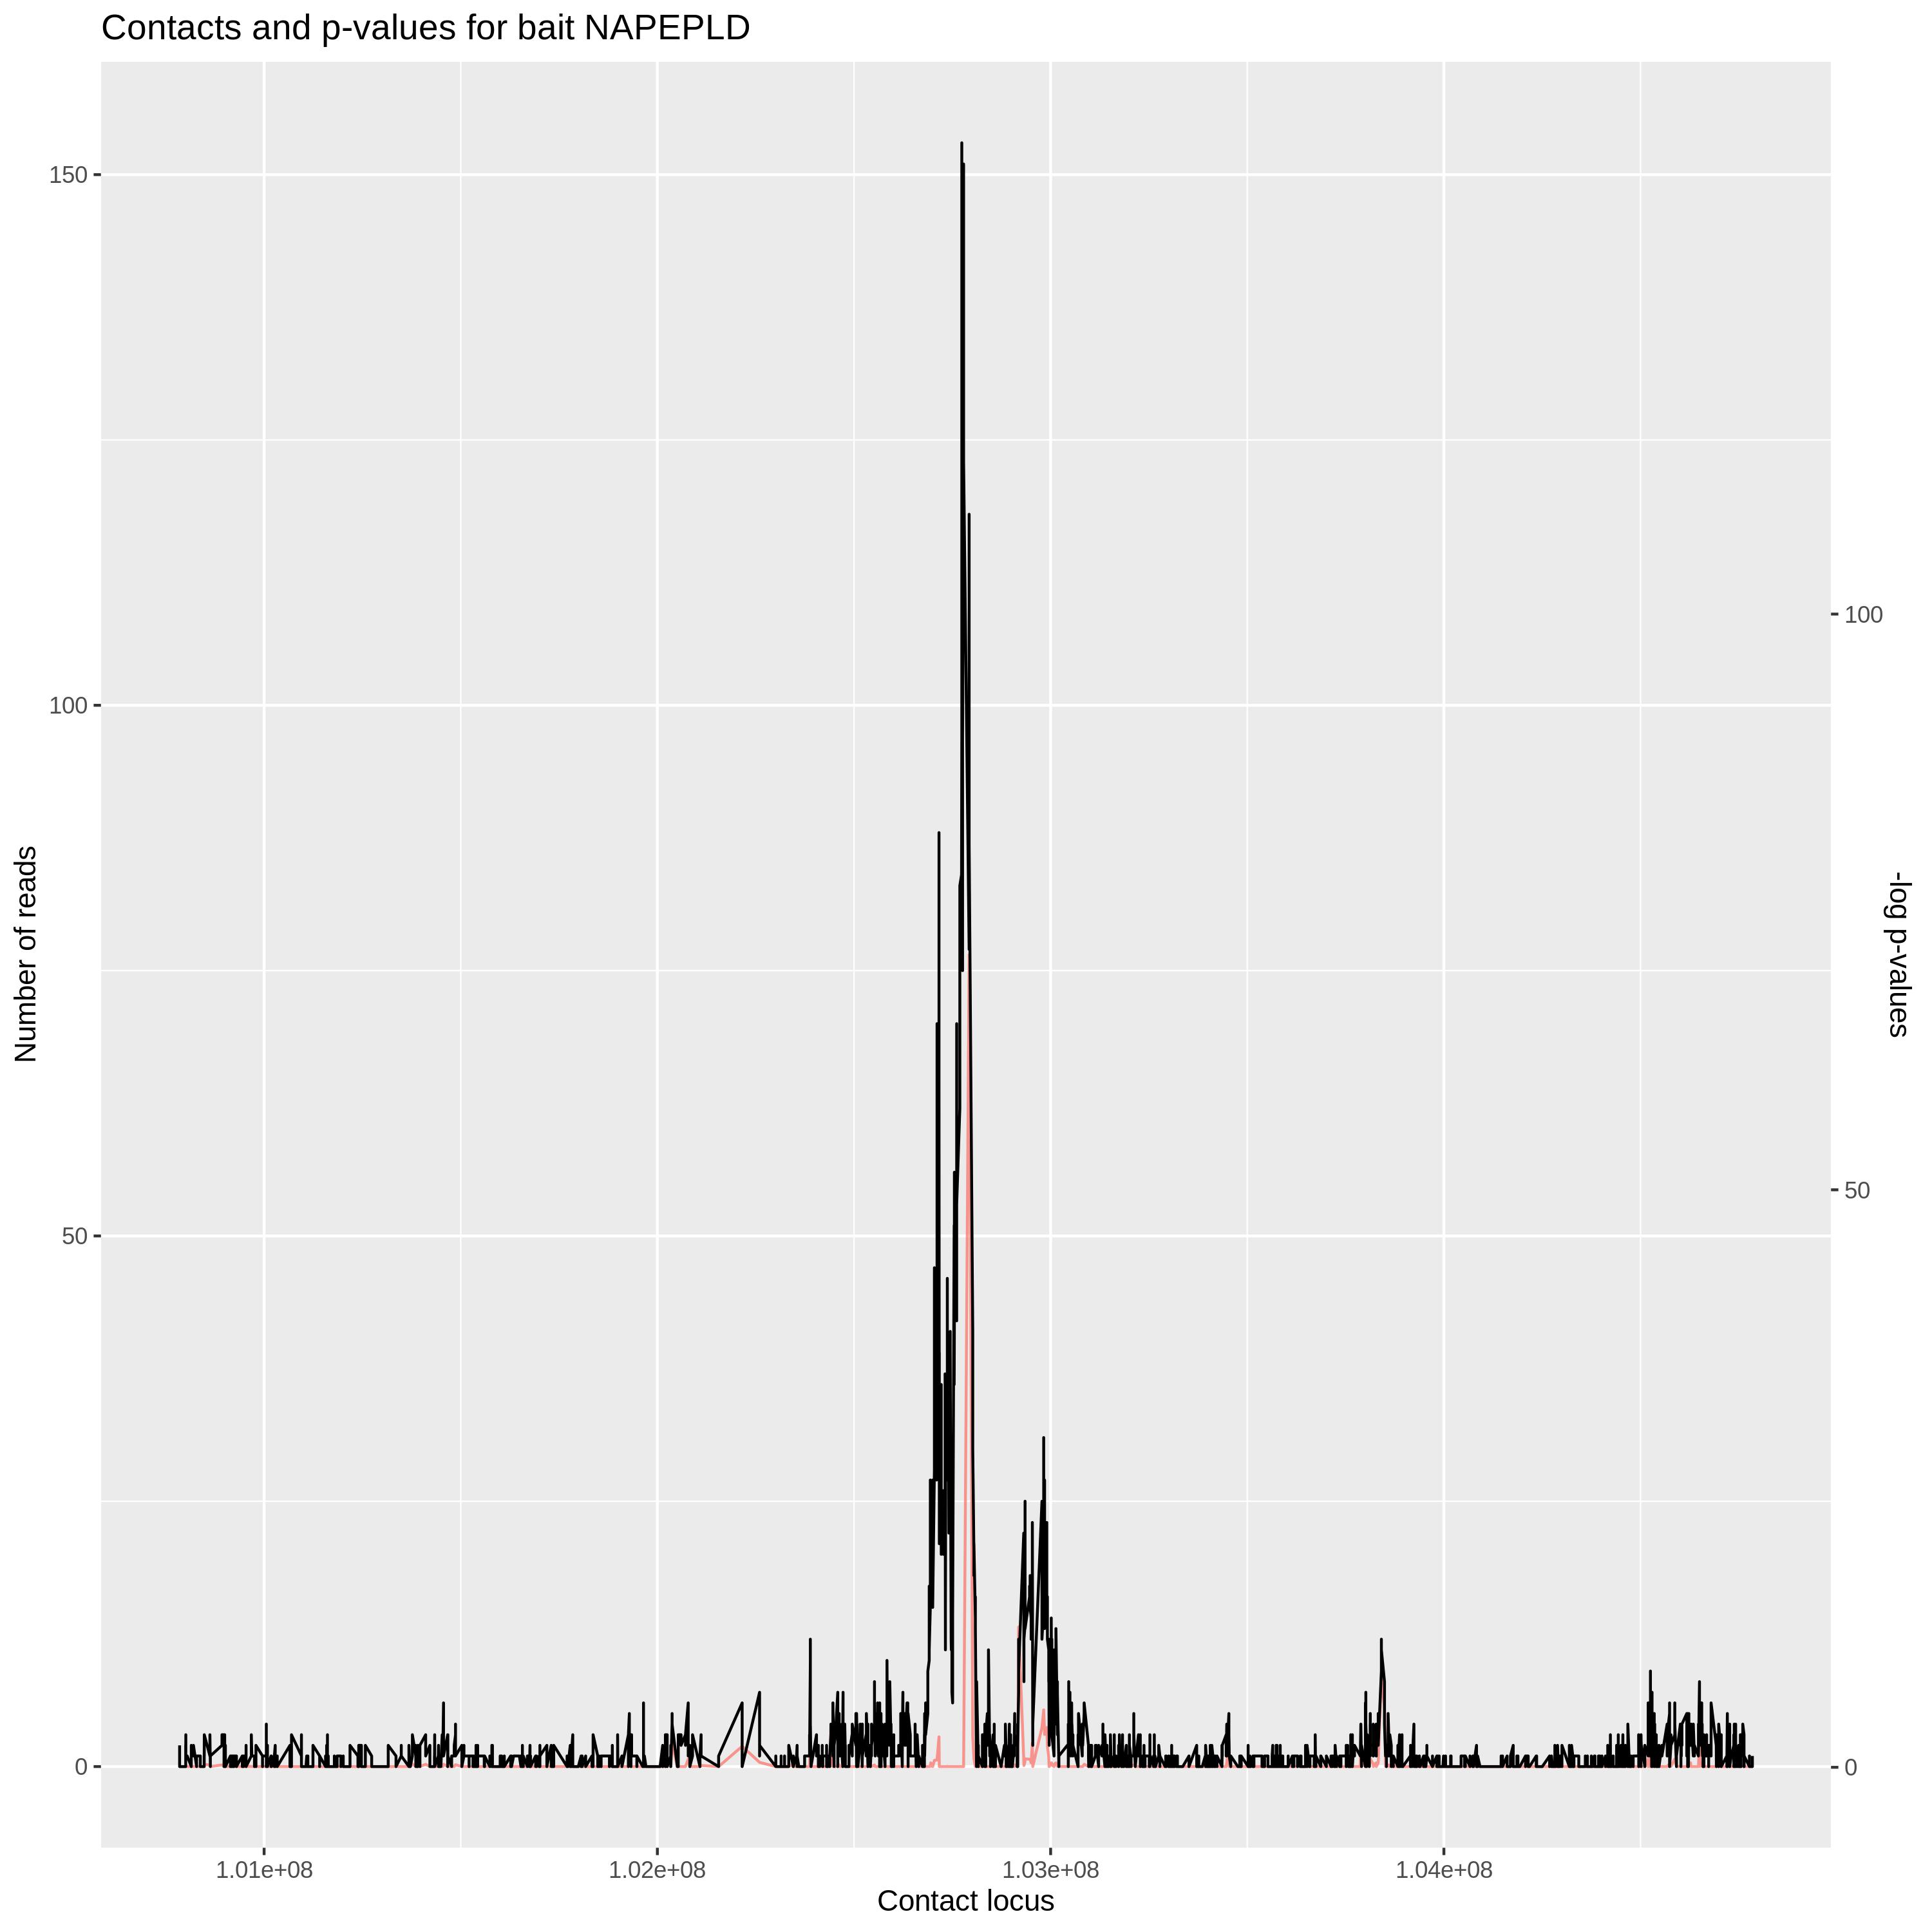 Contacts and p-values for bait NAPEPLD
150
100
50
0
Number of reads
100
50
0
-log p-values
1.01e+08
1.02e+08
1.03e+08
1.04e+08
Contact locus